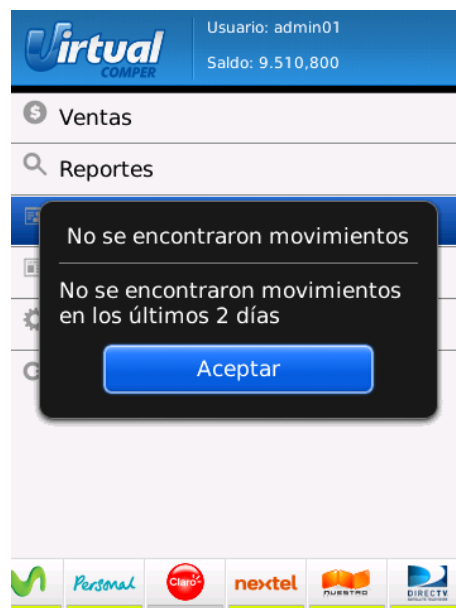 Virtual
COMPER
Usuario: admin01
Saldo: 9.510,800
Ventas
Reportes
No se encontraron movimientos
No se encontraron movimientos
en los últimos 2 días
Aceptar
C
Personal
Claro
nextel
NUESTRO
DIRECTV